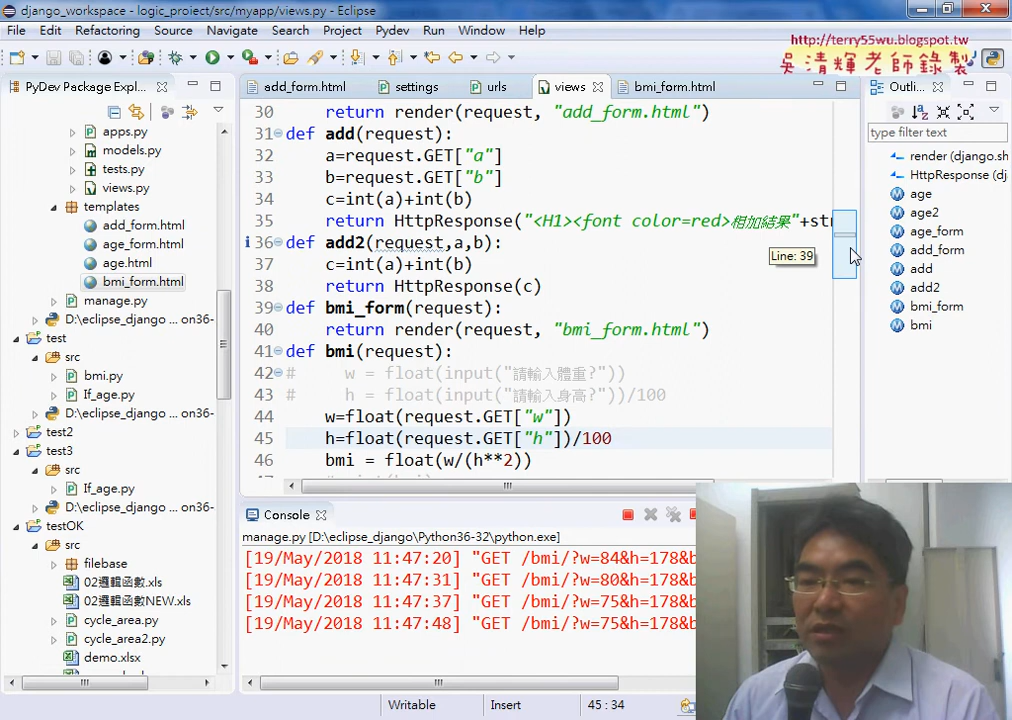 django_workspace - logic_project/src/myapp/views.py - Eclipse
File Edit Refactoring Source Navigate Search Project Pydev Run Window Help
http://terry55wu.blogspot.tw
吳清輝老師錄製
PyDev Package Expl...
apps.py
models.py
tests.py
views.py
templates
add_form.html
age_form.html
age.html
bmi_form.html
manage.py
D:\eclipse_django ... on36-
test
src
bmi.py
If_age.py
D:\eclipse_django ... on36-
test2
test3
src
If_age.py
D:\eclipse_django ... on36-
testOK
src
filebase
02邏輯函數.xls
02邏輯函數NEW.xls
cycle_area.py
cycle_area2.py
demo.xlsx
add_form.html settings urls views bmi_form.html
30 return render(request, "add_form.html")
31 def add(request):
32 a=request.GET["a"]
33 b=request.GET["b"]
34 c=int(a)+int(b)
35 return HttpResponse("<H1><font color=red>相加結果"+str
36 def add2(request,a,b):
37 c=int(a)+int(b)
38 return HttpResponse(c)
39 def bmi_form(request):
40 return render(request, "bmi_form.html")
41 def bmi(request):
42 # w = float(input("請輸入體重?"))
43 # h = float(input("請輸入身高?"))/100
44 w=float(request.GET["w"])
45 h=float(request.GET["h"])/100
46 bmi = float(w/(h**2))
Line: 39
Outli...
type filter text
render (django.sh
HttpResponse (dj
age
age2
age_form
add_form
add
add2
bmi_form
bmi
Console
manage.py [D:\eclipse_django\Python36-32\python.exe]
[19/May/2018 11:47:20] "GET /bmi/?w=84&h=178&b
[19/May/2018 11:47:31] "GET /bmi/?w=80&h=178&b
[19/May/2018 11:47:37] "GET /bmi/?w=75&h=178&b
[19/May/2018 11:47:48] "GET /bmi/?w=75&h=178&b
Writable Insert 45 : 34